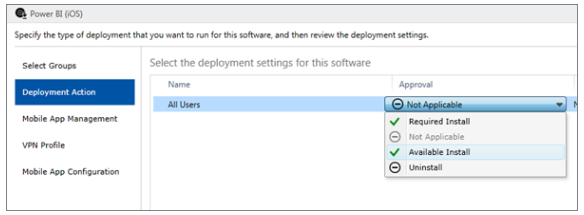 Power BI (iOS)
Specify the type of deployment that you want to run for this software, and then review the deployment settings.
Select Groups
Deployment Action
Mobile App Management
VPN Profile
Mobile App Configuration
Select the deployment settings for this software
Name Approval
All Users Not Applicable
Required Install
Not Applicable
Available Install
Uninstall